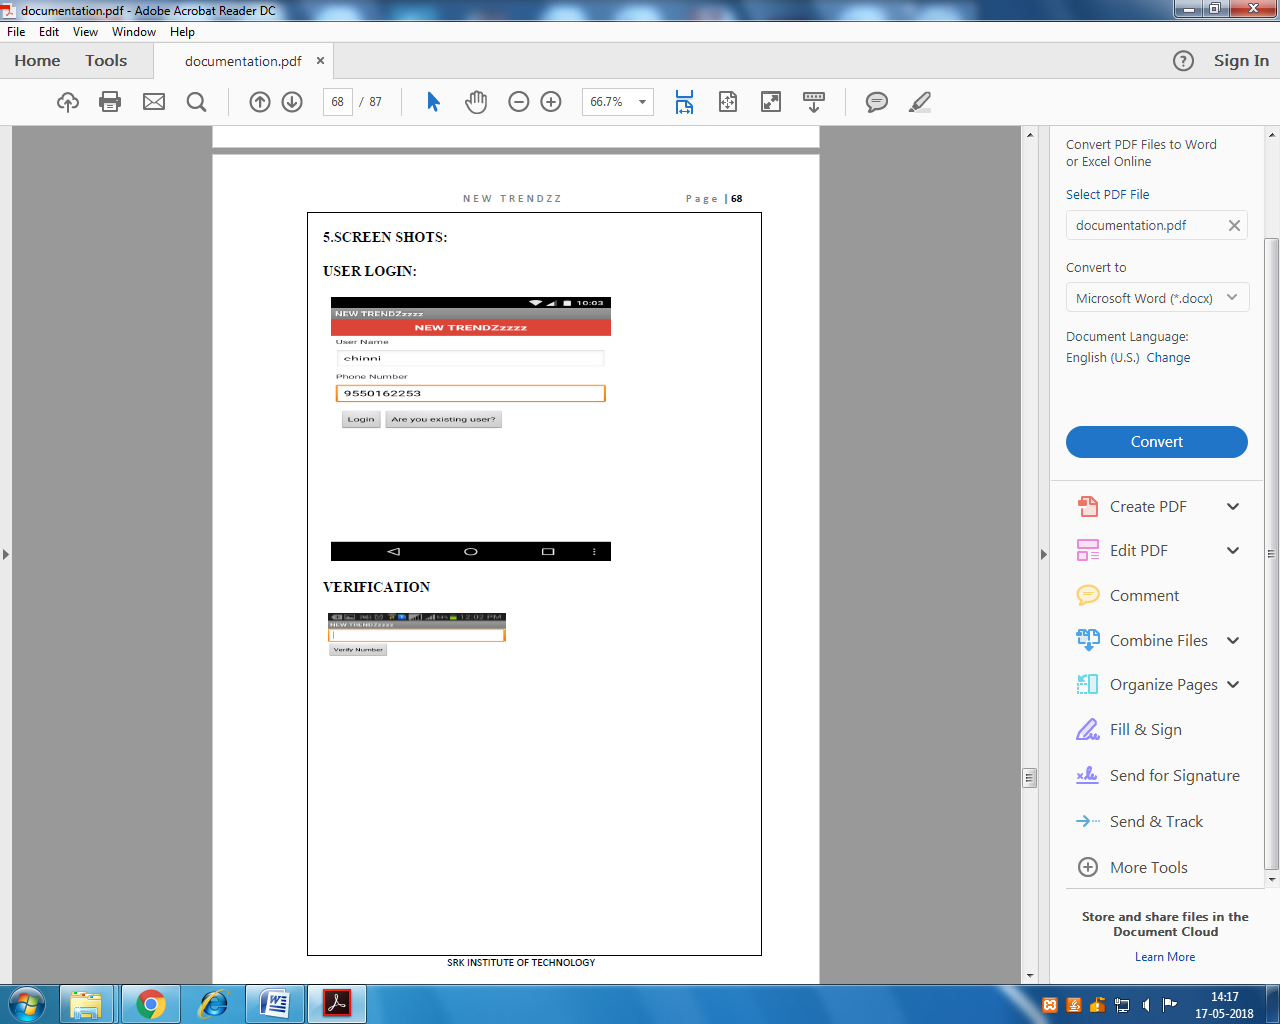 documentation.pdf - Adobe Acrobat Reader DC
File Edit View Window Help
Home Tools documentation.pdf × Sign In
68 / 87 66.7%
NEW TRENDZZ Page | 68
5.SCREEN SHOTS:
USER LOGIN:
10:03
NEW TRENDZzzzz
NEW TRENDZzzzz
User Name
chinni
Phone Number
9550162253
Login Are you existing user?
VERIFICATION
12:02 PM
NEW TRENDZzzzz
Verify Number
SRK INSTITUTE OF TECHNOLOGY
Convert PDF Files to Word
or Excel Online
Select PDF File
documentation.pdf
Convert to
Microsoft Word (*.docx)
Document Language:
English (U.S.) Change
Convert
Create PDF
Edit PDF
Comment
Combine Files
Organize Pages
Fill & Sign
Send for Signature
Send & Track
More Tools
Store and share files in the
Document Cloud
Learn More
14:17
17-05-2018